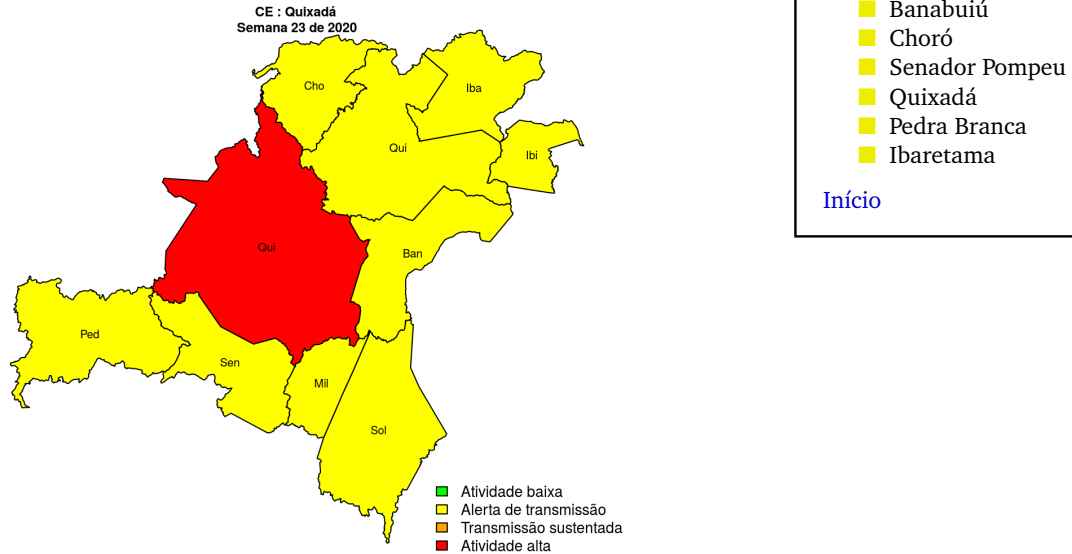 CE : Quixadá
Semana 23 de 2020
Cho
Iba
Qui
Ibi
Qui
Ban
Ped
Sen
Mil
Sol
Atividade baixa
Alerta de transmissão
Transmissão sustentada
Atividade alta
Banabuiú
Choró
Senador Pompeu
Quixadá
Pedra Branca
Ibaretama
Início